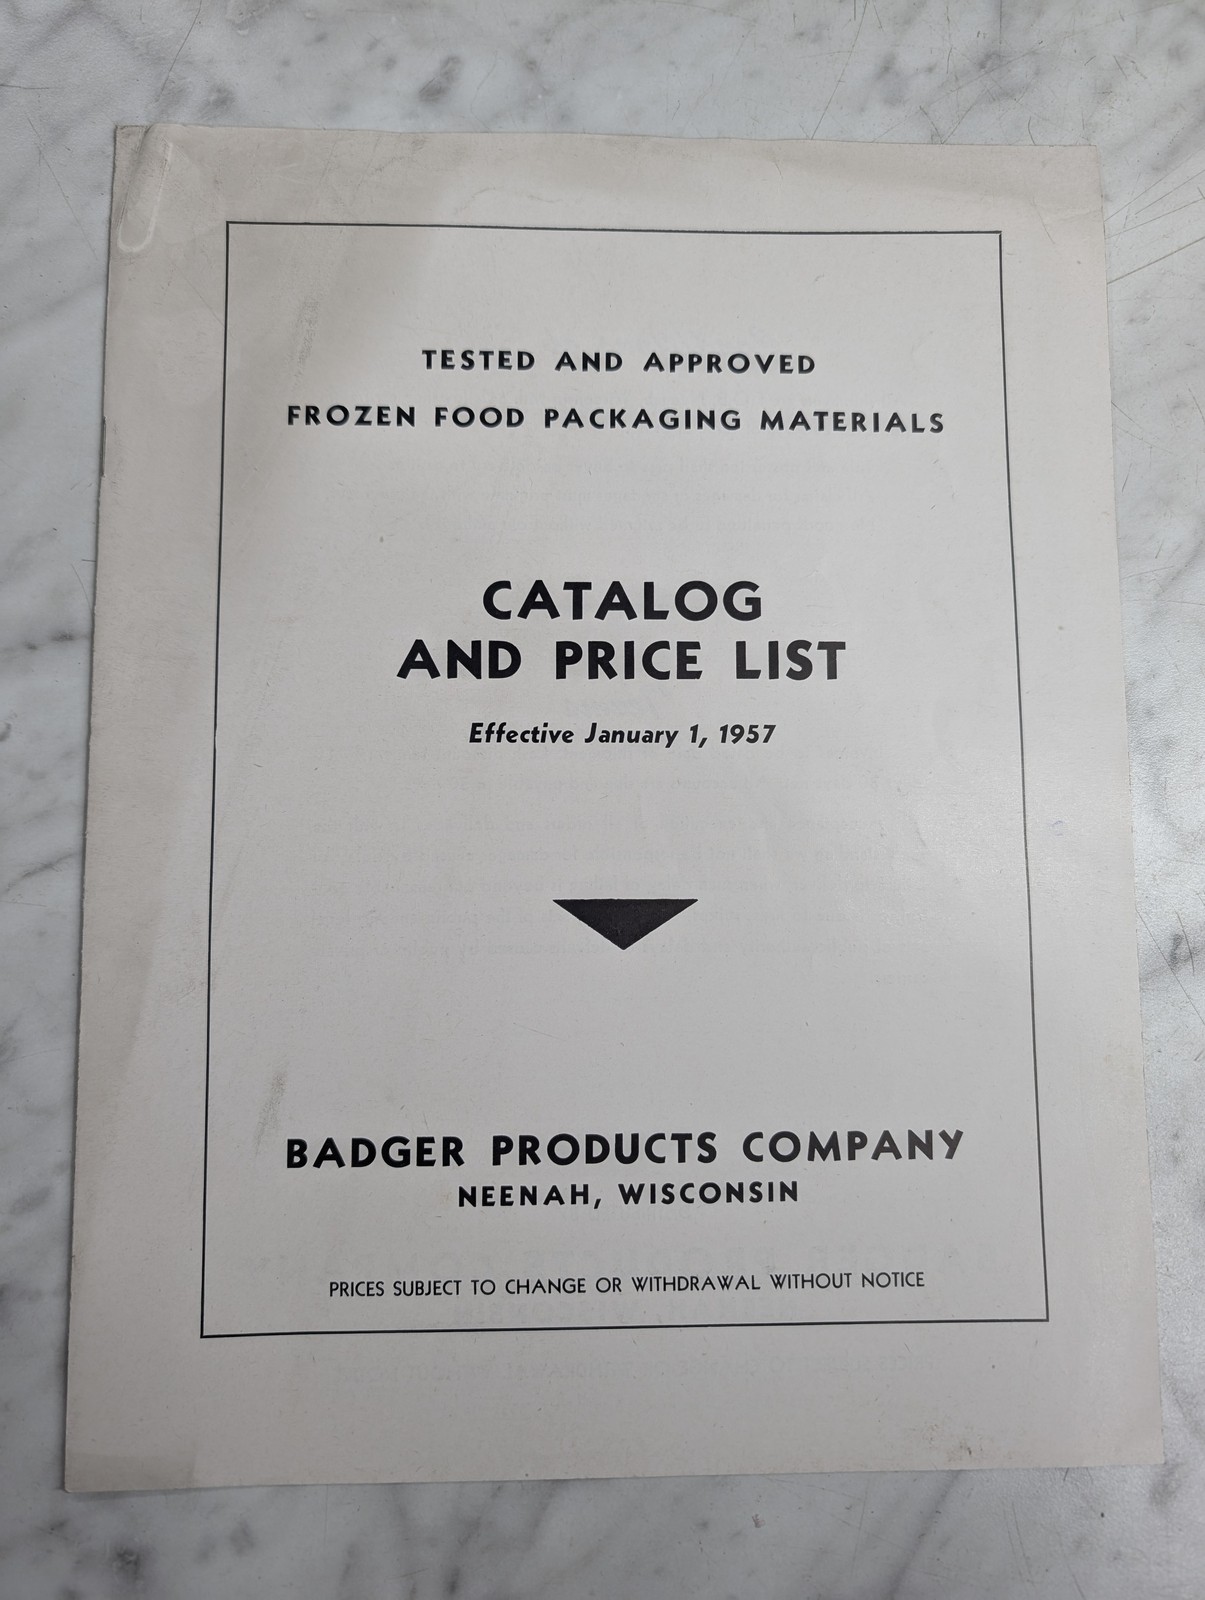 TESTED AND APPROVED
FROZEN FOOD PACKAGING MATERIALS
CATALOG
AND PRICE LIST
Effective January 1, 1957
BADGER PRODUCTS COMPANY
NEENAH, WISCONSIN
PRICES SUBJECT TO CHANGE OR WITHDRAWAL WITHOUT NOTICE